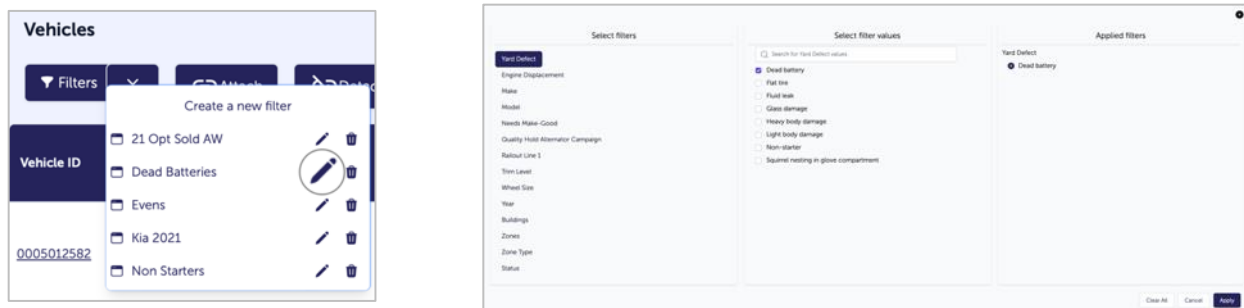 Vehicles
Filters
Attach
Create a new filter
Vehicle ID
21 Opt Sold AW
Dead Batteries
Evens
Kia 2021
Non Starters
0005012582
Select filters
Yard Defect
Engine Displacement
Make
Model
Needs Make-Good
Quality Hold Alternator Campaign
Railout Line 1
Trim Level
Wheel Size
Year
Buildings
Zones
Zone Type
Status
Select filter values
Search for Yard Defect values
Dead battery
Flat tire
Fluid leak
Glass damage
Heavy body damage
Light body damage
Non-starter
Squirrel nesting in glove compartment
Applied filters
Yard Defect
Dead battery
Clear All Cancel Apply